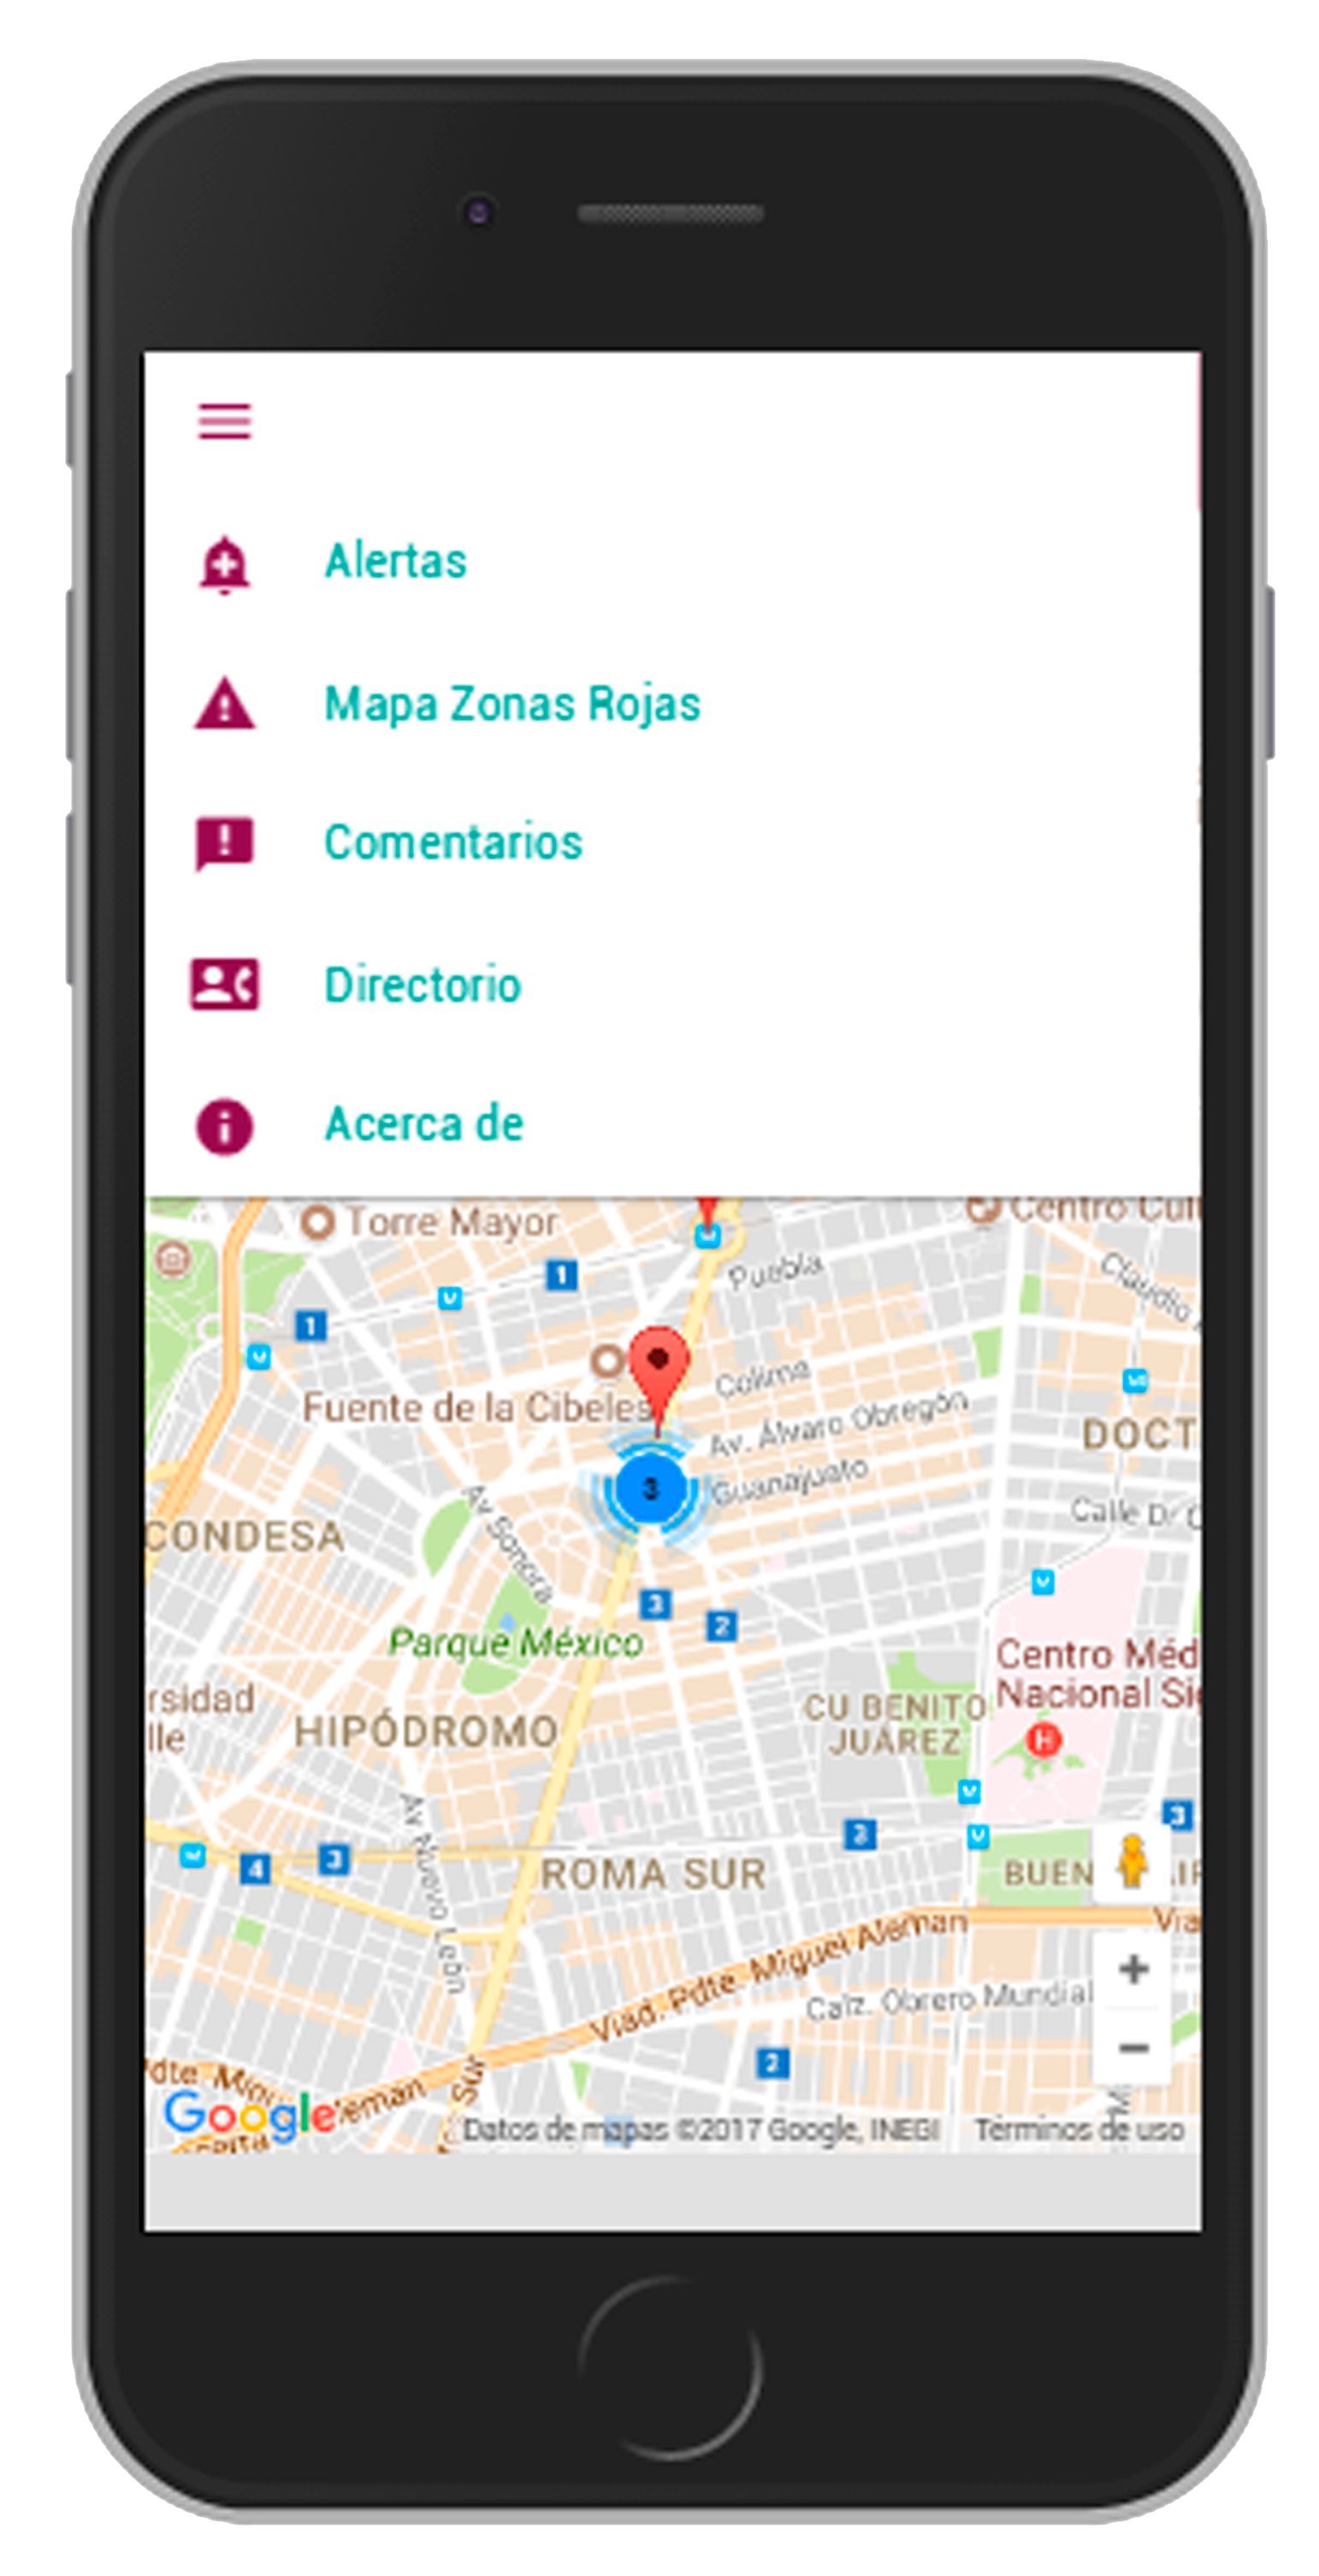 Alertas
Mapa Zonas Rojas
Comentarios
Directorio
Acerca de
Torre Mayor
Centro Cul
Puebla
Claudio
1
1
Colima
Fuente de la Cibeles
Av. Álvaro Obregón
DOCT
3
Guanajuato
Calle Dr
CONDESA
Av Sonora
3
2
Parque México
Centro Méd
Nacional
rsidad
lle
CU BENITO
JUÁREZ
H
HIPÓDROMO
Av Nuevo León
3
3
4
3
ROMA SUR
BUEN
Viad. Pdte. Miguel Alemán
Via
+
Calz. Obrero Mundial
−
2
Sur
Google
Datos de mapas ©2017 Google, INEGI
Términos de uso